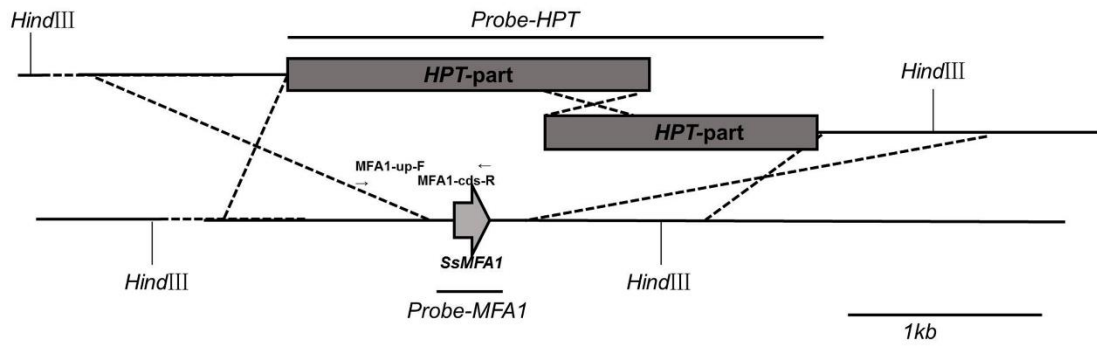 HindⅢ
Probe-HPT
HPT-part
HindⅢ
HPT-part
MFA1-up-F
→
←
MFA1-cds-R
SsMFA1
HindⅢ
HindⅢ
Probe-MFA1
1kb